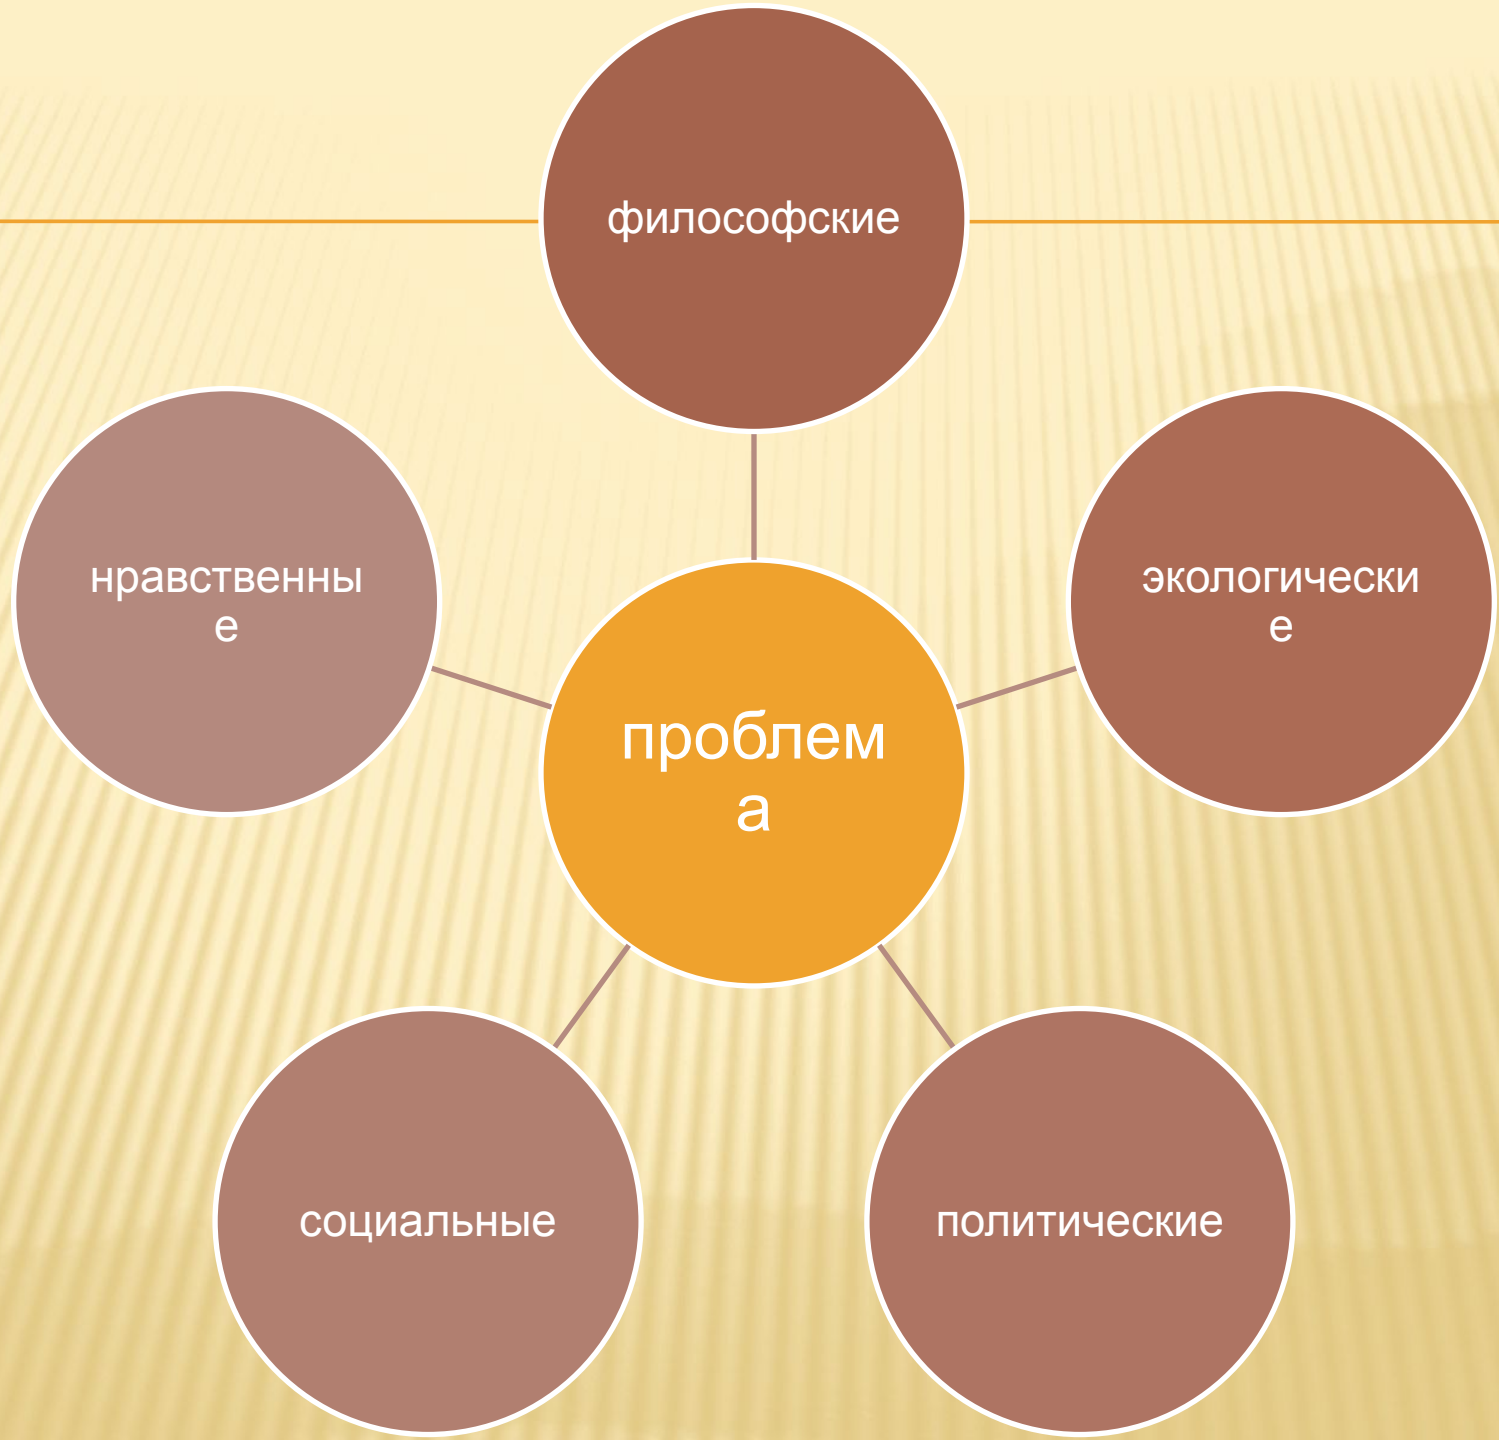 философские
нравственны
е
экологически
е
проблем
а
социальные
политические